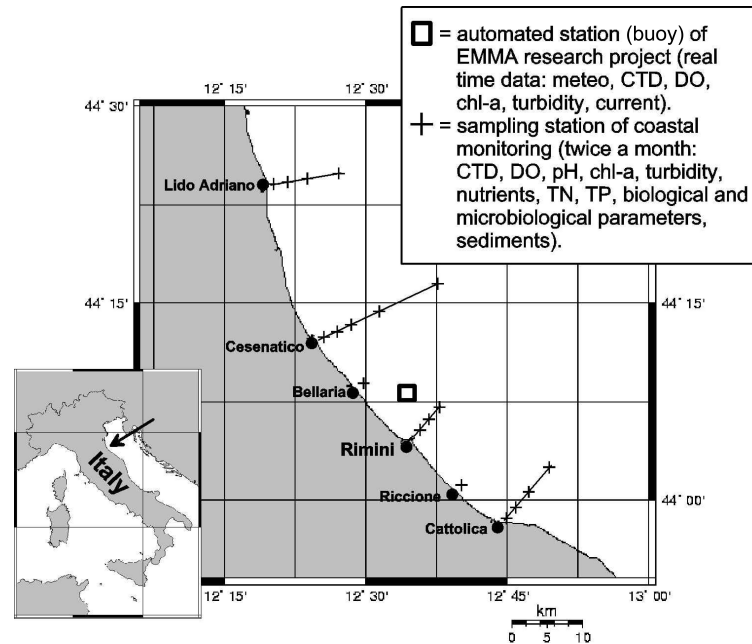 = automated station (buoy) of
EMMA research project (real
time data: meteo, CTD, DO,
chl-a, turbidity, current).
= sampling station of coastal
monitoring (twice a month:
CTD, DO, pH, chl-a, turbidity,
nutrients, TN, TP, biological and
microbiological parameters,
sediments).
12° 15' 12° 30'
44° 30'
Lido Adriano
44° 15' 44° 15'
Cesenatico
Bellaria
Rimini
Riccione
44° 00'
Cattolica
Italy
12° 15' 12° 30' 12° 45' 13° 00'
km
0 5 10